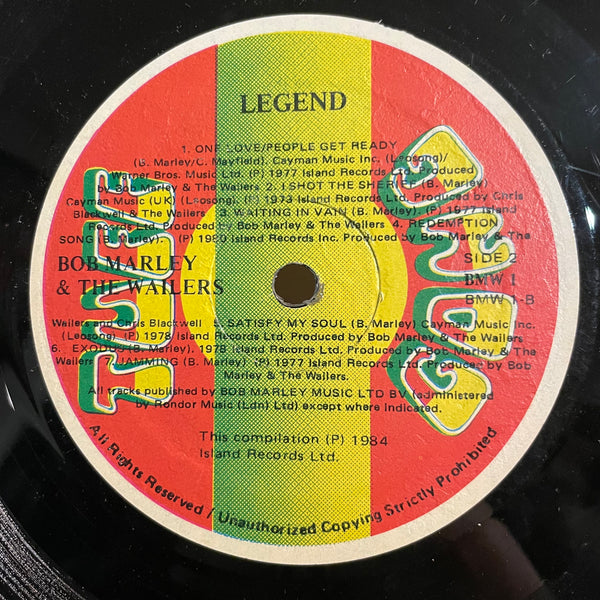 LEGEND
1. ONE LOVE/PEOPLE GET READY
(B. Marley/C. Mayfield). Cayman Music Inc. (Leosong)/
Warner Bros. Music Ltd. (P) 1977 Island Records Ltd. Produced
by Bob Marley & The Wailers 2. I SHOT THE SHERIFF (B. Marley)
Cayman Music (UK) (Leosong) (P) 1973 Island Records Ltd. Produced by Chris
Blackwell & The Wailers 3. WAITING IN VAIN (B. Marley). (P) 1977 Island
Records Ltd. Produced by Bob Marley & The Wailers 4. REDEMPTION
SONG (B. Marley). (P) 1980 Island Records Inc. Produced by Bob Marley & The
BOB MARLEY
& THE WAILERS
SIDE 2
BMW 1
BMW 1-B
Wailers and Chris Blackwell 5. SATISFY MY SOUL (B. Marley) Cayman Music Inc.
(Leosong) (P) 1978 Island Records Ltd. Produced by Bob Marley & The Wailers
6. EXODUS (B. Marley). 1978 Island Records Ltd. Produced by Bob Marley & The
Wailers 7. JAMMING (B. Marley) (P) 1977 Island Records Ltd. Produced by Bob
Marley & The Wailers.
All tracks published by BOB MARLEY MUSIC LTD BV (administered
by Rondor Music (Ldn) Ltd) except where indicated.
This compilation (P) 1984
Island Records Ltd.
All Rights Reserved / Unauthorized Copying Strictly Prohibited
TUFF
GONG